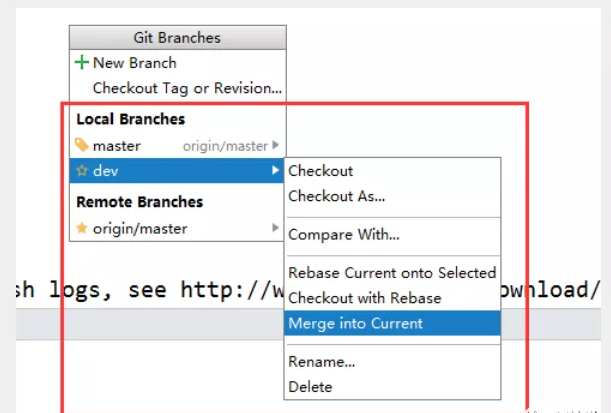 Git Branches
New Branch
Checkout Tag or Revision...
Local Branches
master origin/master
dev
Checkout
Checkout As...
Remote Branches
origin/master
Compare With...
Rebase Current onto Selected
sh logs, see http://w ownload/
Checkout with Rebase
Merge into Current
Rename...
Delete